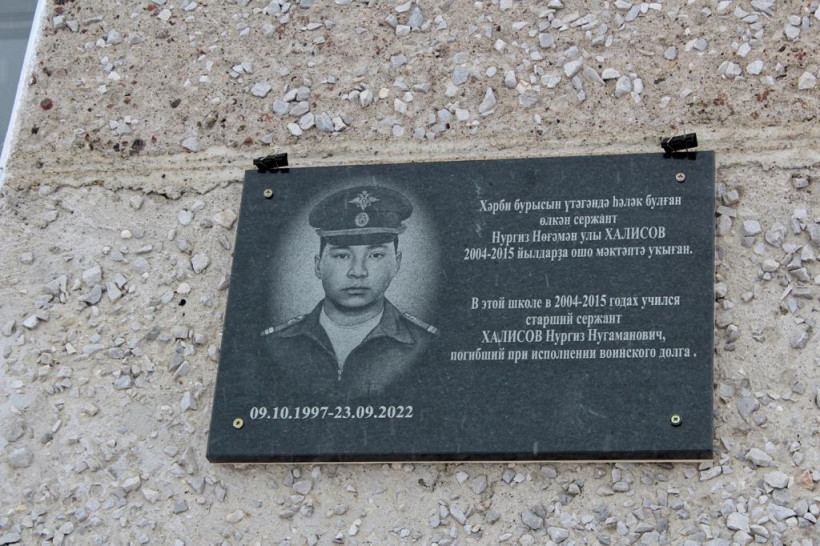 Хәрби бурысын үтәгәндә һәләк булған
өлкән сержант
Нургиз Нөғәмән улы ХАЛИСОВ
2004-2015 йылдарҙа ошо мәктәптә уҡыған.
В этой школе в 2004-2015 годах учился
старший сержант
ХАЛИСОВ Нургиз Нугаманович,
погибший при исполнении воинского долга .
09.10.1997-23.09.2022